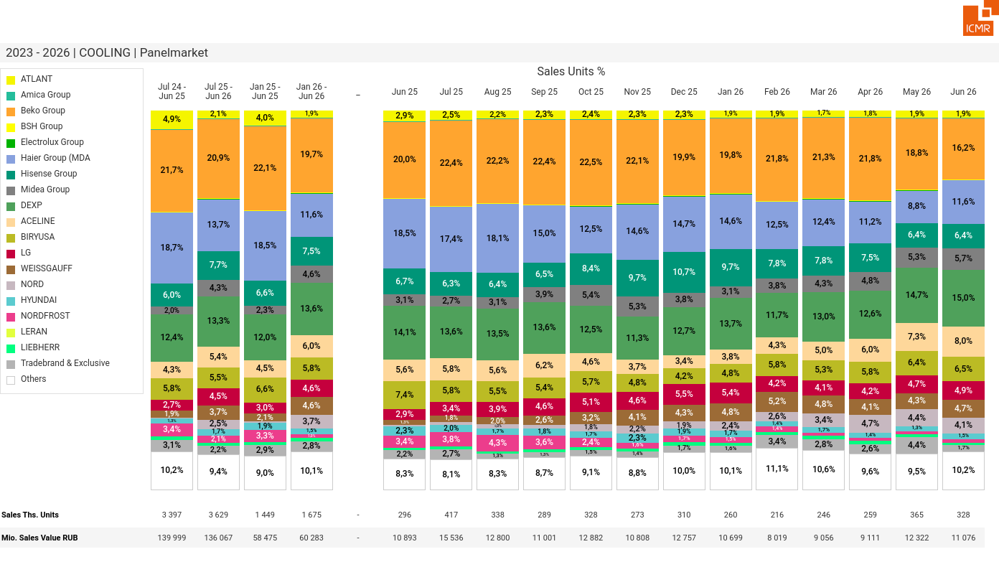 ICMR
2023 - 2026 | COOLING | Panelmarket
Sales Units %
ATLANT
Amica Group
Beko Group
BSH Group
Electrolux Group
Haier Group (MDA
Hisense Group
Midea Group
DEXP
ACELINE
BIRYUSA
LG
WEISSGAUFF
NORD
HYUNDAI
NORDFROST
LERAN
LIEBHERR
Tradebrand & Exclusive
Others
Jul 24 - Jul 25 - Jan 25 - Jan 26 -
Jun 25 Jun 26 Jun 25 Jun 26 – Jun 25 Jul 25 Aug 25 Sep 25 Oct 25 Nov 25 Dec 25 Jan 26 Feb 26 Mar 26 Apr 26 May 26 Jun 26
4,9% 2,1% 4,0% 1,9% 2,9% 2,5% 2,2% 2,3% 2,4% 2,3% 2,3% 1,9% 1,9% 1,7% 1,8% 1,9% 1,9%
21,7% 20,9% 22,1% 19,7% 20,0% 22,4% 22,2% 22,4% 22,5% 22,1% 19,9% 19,8% 21,8% 21,3% 21,8% 18,8% 16,2%
18,7% 13,7% 18,5% 11,6% 18,5% 17,4% 18,1% 15,0% 12,5% 14,6% 14,7% 14,6% 12,5% 12,4% 11,2% 8,8% 11,6%
6,0% 7,7% 6,6% 7,5% 6,7% 6,3% 6,4% 6,5% 8,4% 9,7% 10,7% 9,7% 7,8% 7,8% 7,5% 6,4% 6,4%
2,0% 4,3% 2,3% 4,6% 3,1% 2,7% 3,1% 3,9% 5,4% 5,3% 3,8% 3,1% 3,8% 4,3% 4,8% 5,3% 5,7%
12,4% 13,3% 12,0% 13,6% 14,1% 13,6% 13,5% 13,6% 12,5% 11,3% 12,7% 13,7% 11,7% 13,0% 12,6% 14,7% 15,0%
4,3% 5,4% 4,5% 6,0% 5,6% 5,8% 5,6% 6,2% 4,6% 3,7% 3,4% 3,8% 4,3% 5,0% 6,0% 7,3% 8,0%
5,8% 5,5% 6,6% 5,8% 7,4% 5,8% 5,5% 5,4% 5,7% 4,8% 4,2% 4,8% 5,8% 5,3% 5,8% 6,4% 6,5%
2,7% 4,5% 3,0% 4,6% 2,9% 3,4% 3,9% 4,6% 5,1% 4,6% 5,5% 5,4% 4,2% 4,1% 4,2% 4,7% 4,9%
1,9% 3,7% 2,1% 4,6% 1,3% 1,8% 2,0% 2,6% 3,2% 4,1% 4,3% 4,8% 5,2% 4,8% 4,1% 4,3% 4,7%
2,5% 3,7% 1,8% 2,2% 1,9% 2,4% 2,6% 3,4% 4,7% 4,4% 4,1%
1,3% 1,7% 1,9% 1,5% 2,3% 2,0% 1,7% 1,8% 1,7% 2,3% 1,9% 1,7% 1,4% 1,7% 1,4% 1,3% 1,5%
3,4% 2,1% 3,3% 3,4% 3,8% 4,3% 3,6% 2,4% 1,6% 1,7% 1,5% 1,4%
3,1% 2,2% 2,9% 2,8% 2,2% 2,7% 1,3% 1,3% 1,5% 1,4% 1,7% 1,6% 3,4% 2,8% 2,6% 4,4% 1,7%
10,2% 9,4% 9,0% 10,1% 8,3% 8,1% 8,3% 8,7% 9,1% 8,8% 10,0% 10,1% 11,1% 10,6% 9,6% 9,5% 10,2%
Sales Ths. Units 3 397 3 629 1 449 1 675 - 296 417 338 289 328 273 310 260 216 246 259 365 328
Mio. Sales Value RUB 139 999 136 067 58 475 60 283 - 10 893 15 536 12 800 11 001 12 882 10 808 12 757 10 699 8 019 9 056 9 111 12 322 11 076